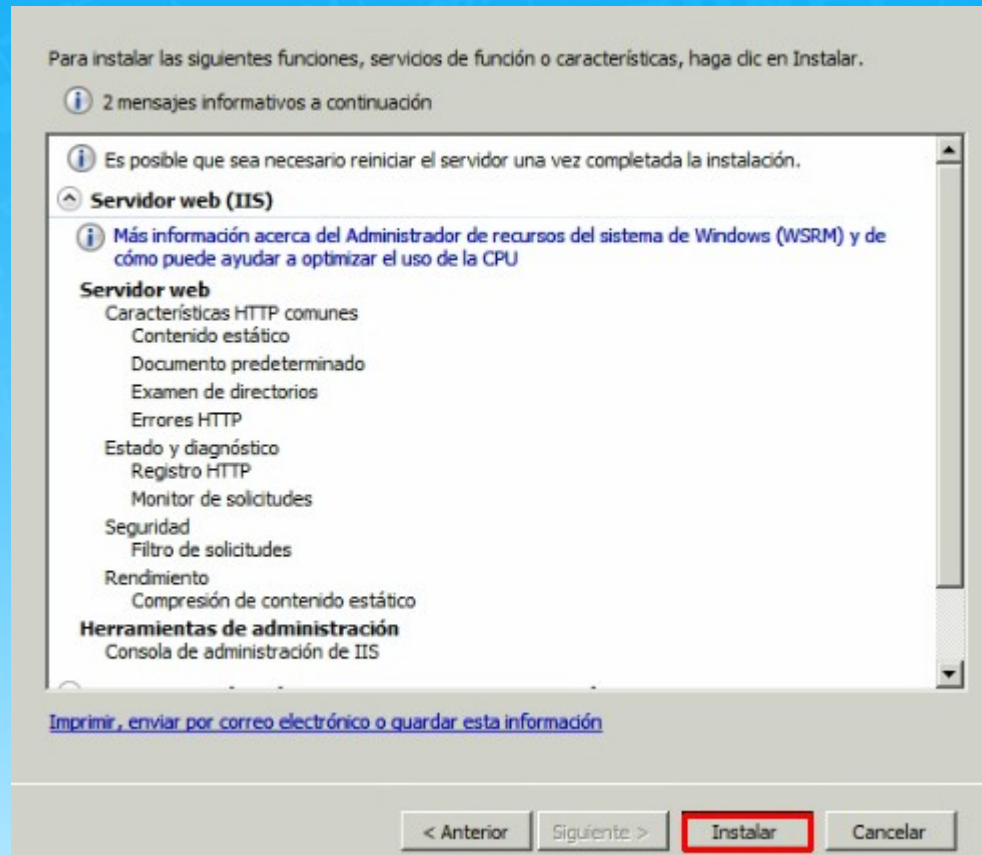 Para instalar las siguientes funciones, servicios de función o características, haga clic en Instalar.
2 mensajes informativos a continuación
Es posible que sea necesario reiniciar el servidor una vez completada la instalación.
Servidor web (IIS)
Más información acerca del Administrador de recursos del sistema de Windows (WSRM) y de
cómo puede ayudar a optimizar el uso de la CPU
Servidor web
Características HTTP comunes
Contenido estático
Documento predeterminado
Examen de directorios
Errores HTTP
Estado y diagnóstico
Registro HTTP
Monitor de solicitudes
Seguridad
Filtro de solicitudes
Rendimiento
Compresión de contenido estático
Herramientas de administración
Consola de administración de IIS
Imprimir, enviar por correo electrónico o guardar esta información
< Anterior
Siguiente >
Instalar
Cancelar